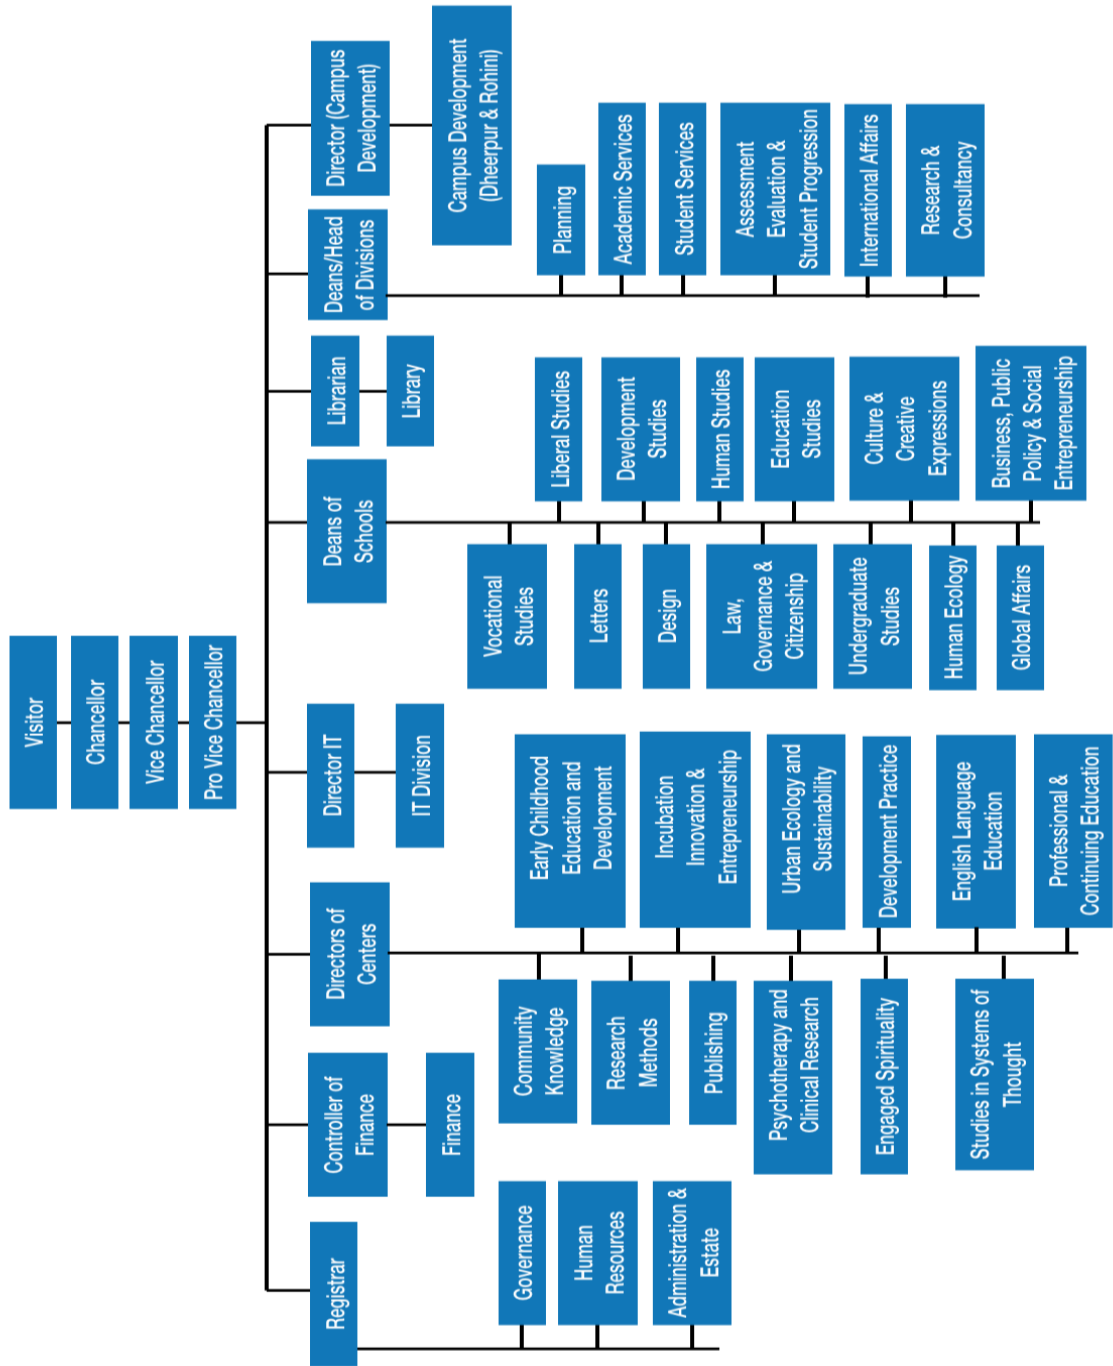 Visitor
Chancellor
Vice Chancellor
Pro Vice Chancellor
Registrar
Governance
Human
Resources
Administration &
Estate
Controller of
Finance
Finance
Directors of
Centers
Community
Knowledge
Research
Methods
Publishing
Psychotherapy and
Clinical Research
Engaged Spirituality
Studies in Systems of
Thought
Early Childhood
Education and
Development
Incubation
Innovation &
Entrepreneurship
Urban Ecology and
Sustainability
Development Practice
English Language
Education
Professional &
Continuing Education
Director IT
IT Division
Deans of
Schools
Vocational
Studies
Letters
Design
Law,
Governance &
Citizenship
Undergraduate
Studies
Human Ecology
Global Affairs
Liberal Studies
Development
Studies
Human Studies
Education
Studies
Culture &
Creative
Expressions
Business, Public
Policy & Social
Entrepreneurship
Librarian
Library
Deans/Head
of Divisions
Planning
Academic Services
Student Services
Assessment
Evaluation &
Student Progression
International Affairs
Research &
Consultancy
Director (Campus
Development)
Campus Development
(Dheerpur & Rohini)